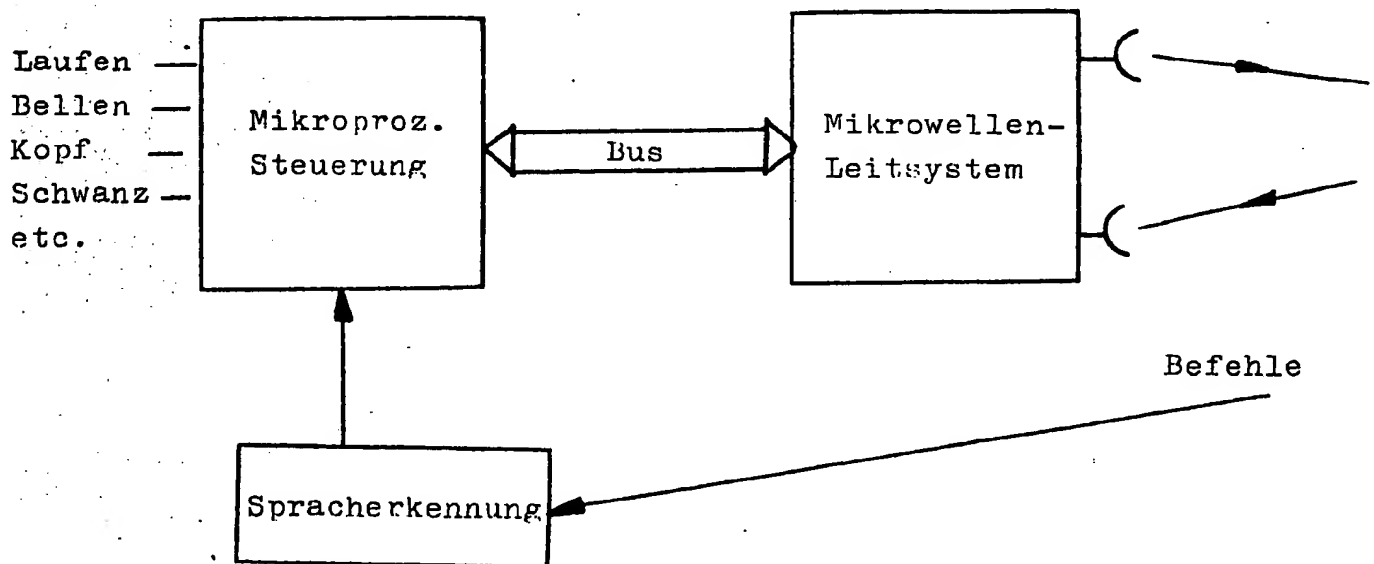 Laufen
Bellen
Kopf
Schwanz
etc.
Mikroproz.
Steuerung
Bus
Mikrowellen-
Leitsystem
Befehle
Spracherkennung